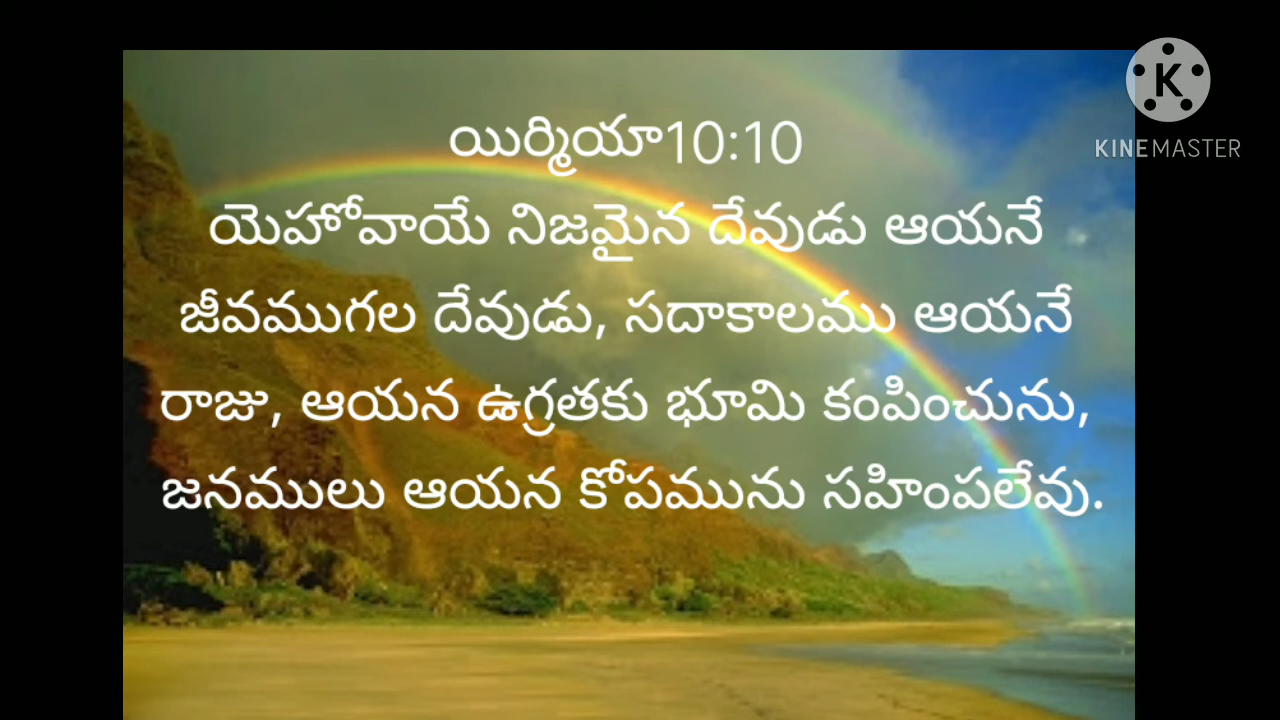 యిర్మియా10:10
యెహోవాయే నిజమైన దేవుడు ఆయనే
జీవముగల దేవుడు, సదాకాలము ఆయనే
రాజు, ఆయన ఉగ్రతకు భూమి కంపించును,
జనములు ఆయన కోపమును సహింపలేవు.
K
KINEMASTER